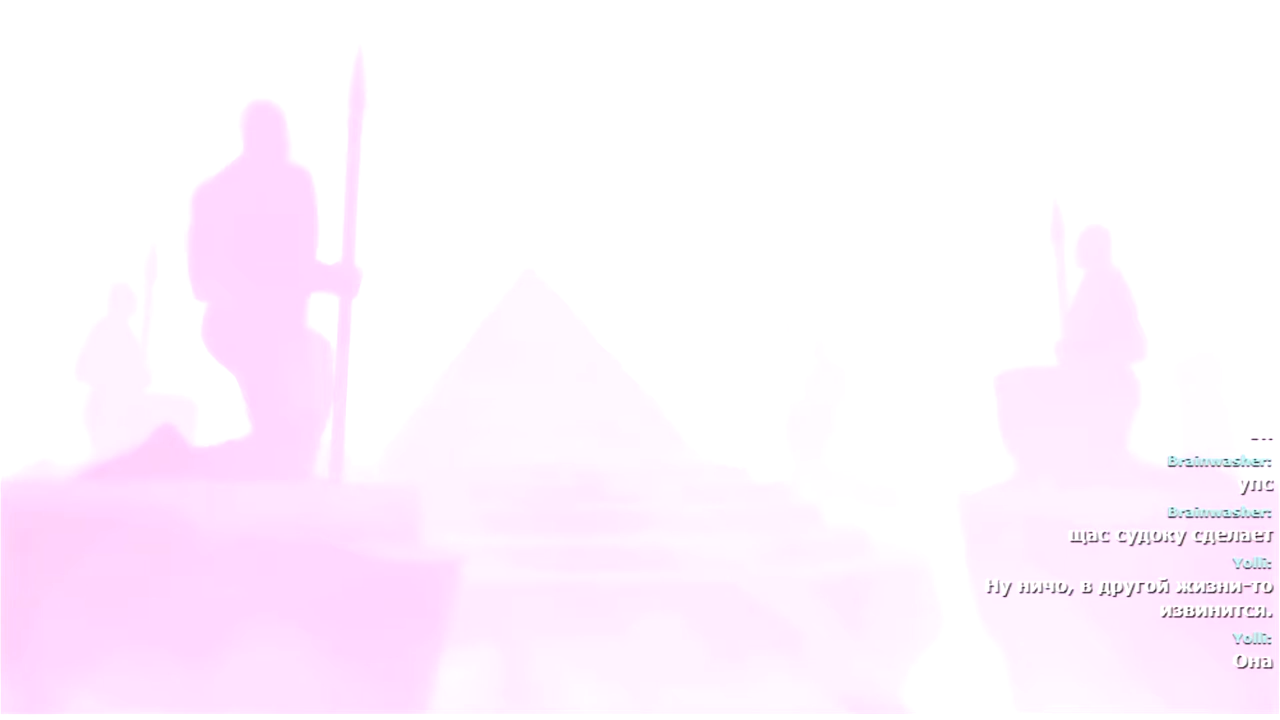 ...
Brainwasher:
упс
Brainwasher:
щас судоку сделает
Yolli:
Ну ничо, в другой жизни-то
извинится.
Yolli:
Она